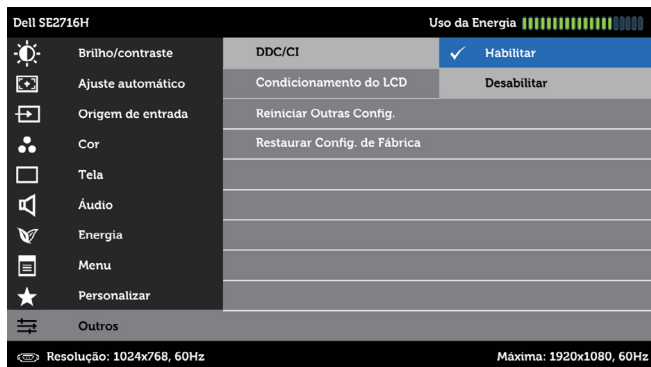 Dell SE2716H Uso da Energia
Brilho/contraste DDC/CI Habilitar
Ajuste automático Condicionamento do LCD Desabilitar
Origem de entrada Reiniciar Outras Config.
Cor Restaurar Config. de Fábrica
Tela
Áudio
Energia
Menu
Personalizar
Outros
Resolução: 1024x768, 60Hz Máxima: 1920x1080, 60Hz